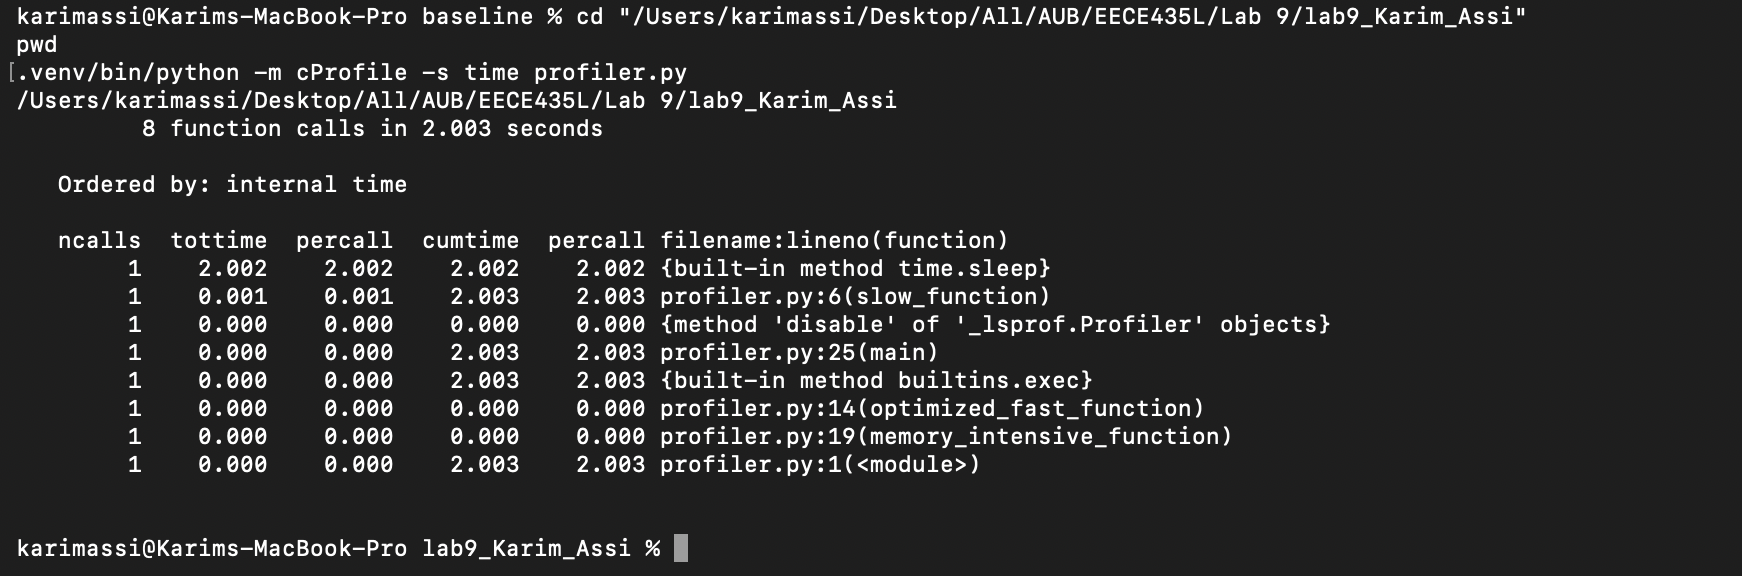 karimassi@Karims-MacBook-Pro baseline % cd "/Users/karimassi/Desktop/All/AUB/EECE435L/Lab 9/lab9_Karim_Assi"
pwd
[.venv/bin/python -m cProfile -s time profiler.py
/Users/karimassi/Desktop/All/AUB/EECE435L/Lab 9/lab9_Karim_Assi
         8 function calls in 2.003 seconds

   Ordered by: internal time

   ncalls  tottime  percall  cumtime  percall filename:lineno(function)
        1    2.002    2.002    2.002    2.002 {built-in method time.sleep}
        1    0.001    0.001    2.003    2.003 profiler.py:6(slow_function)
        1    0.000    0.000    0.000    0.000 {method 'disable' of '_lsprof.Profiler' objects}
        1    0.000    0.000    2.003    2.003 profiler.py:25(main)
        1    0.000    0.000    2.003    2.003 {built-in method builtins.exec}
        1    0.000    0.000    0.000    0.000 profiler.py:14(optimized_fast_function)
        1    0.000    0.000    0.000    0.000 profiler.py:19(memory_intensive_function)
        1    0.000    0.000    2.003    2.003 profiler.py:1(<module>)

karimassi@Karims-MacBook-Pro lab9_Karim_Assi %